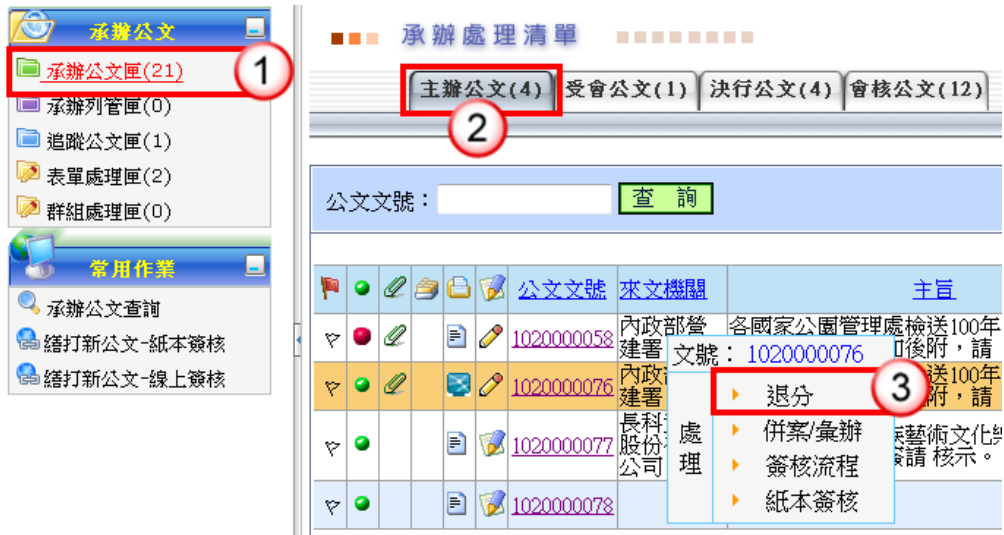 承辦公文
承辦公文匣(21)
1
承辦列管匣(0)
追蹤公文匣(1)
表單處理匣(2)
群組處理匣(0)
常用作業
承辦公文查詢
繕打新公文-紙本簽核
繕打新公文-線上簽核
承辦處理清單
主辦公文(4)
受會公文(1)
決行公文(4)
會核公文(12)
2
公文文號：
查 詢
公文文號 來文機關 主旨
1020000058
內政部營
建署
各國家公園管理處檢送100年
如後附，請
1020000076
內政
建署
送100年
附，請
文號： 1020000076
處理
退分
3
併案/彙辦
簽核流程
紙本簽核
1020000077
長科
股份
公司
藝術文化
簽請 核示。
1020000078